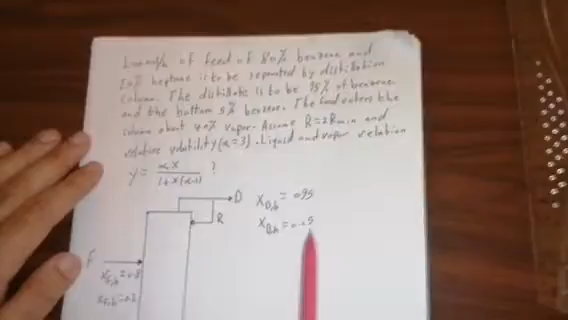 of feed of 80% benzene and
20% heptane is to be separated by distillation
column. The distillate is to be 95% of benzene
and the bottom 5% benzene. The feed enters the
column about 40% vapor. Assume R=2Rmin and
relative volatility (α=3). Liquid and vapor relation
y = αx / 1+x(α-1) ?
D
X_D,b = 0.95
R
X_D,h = 0.05
F
X_F,b = 0.8
X_F,h = 0.2